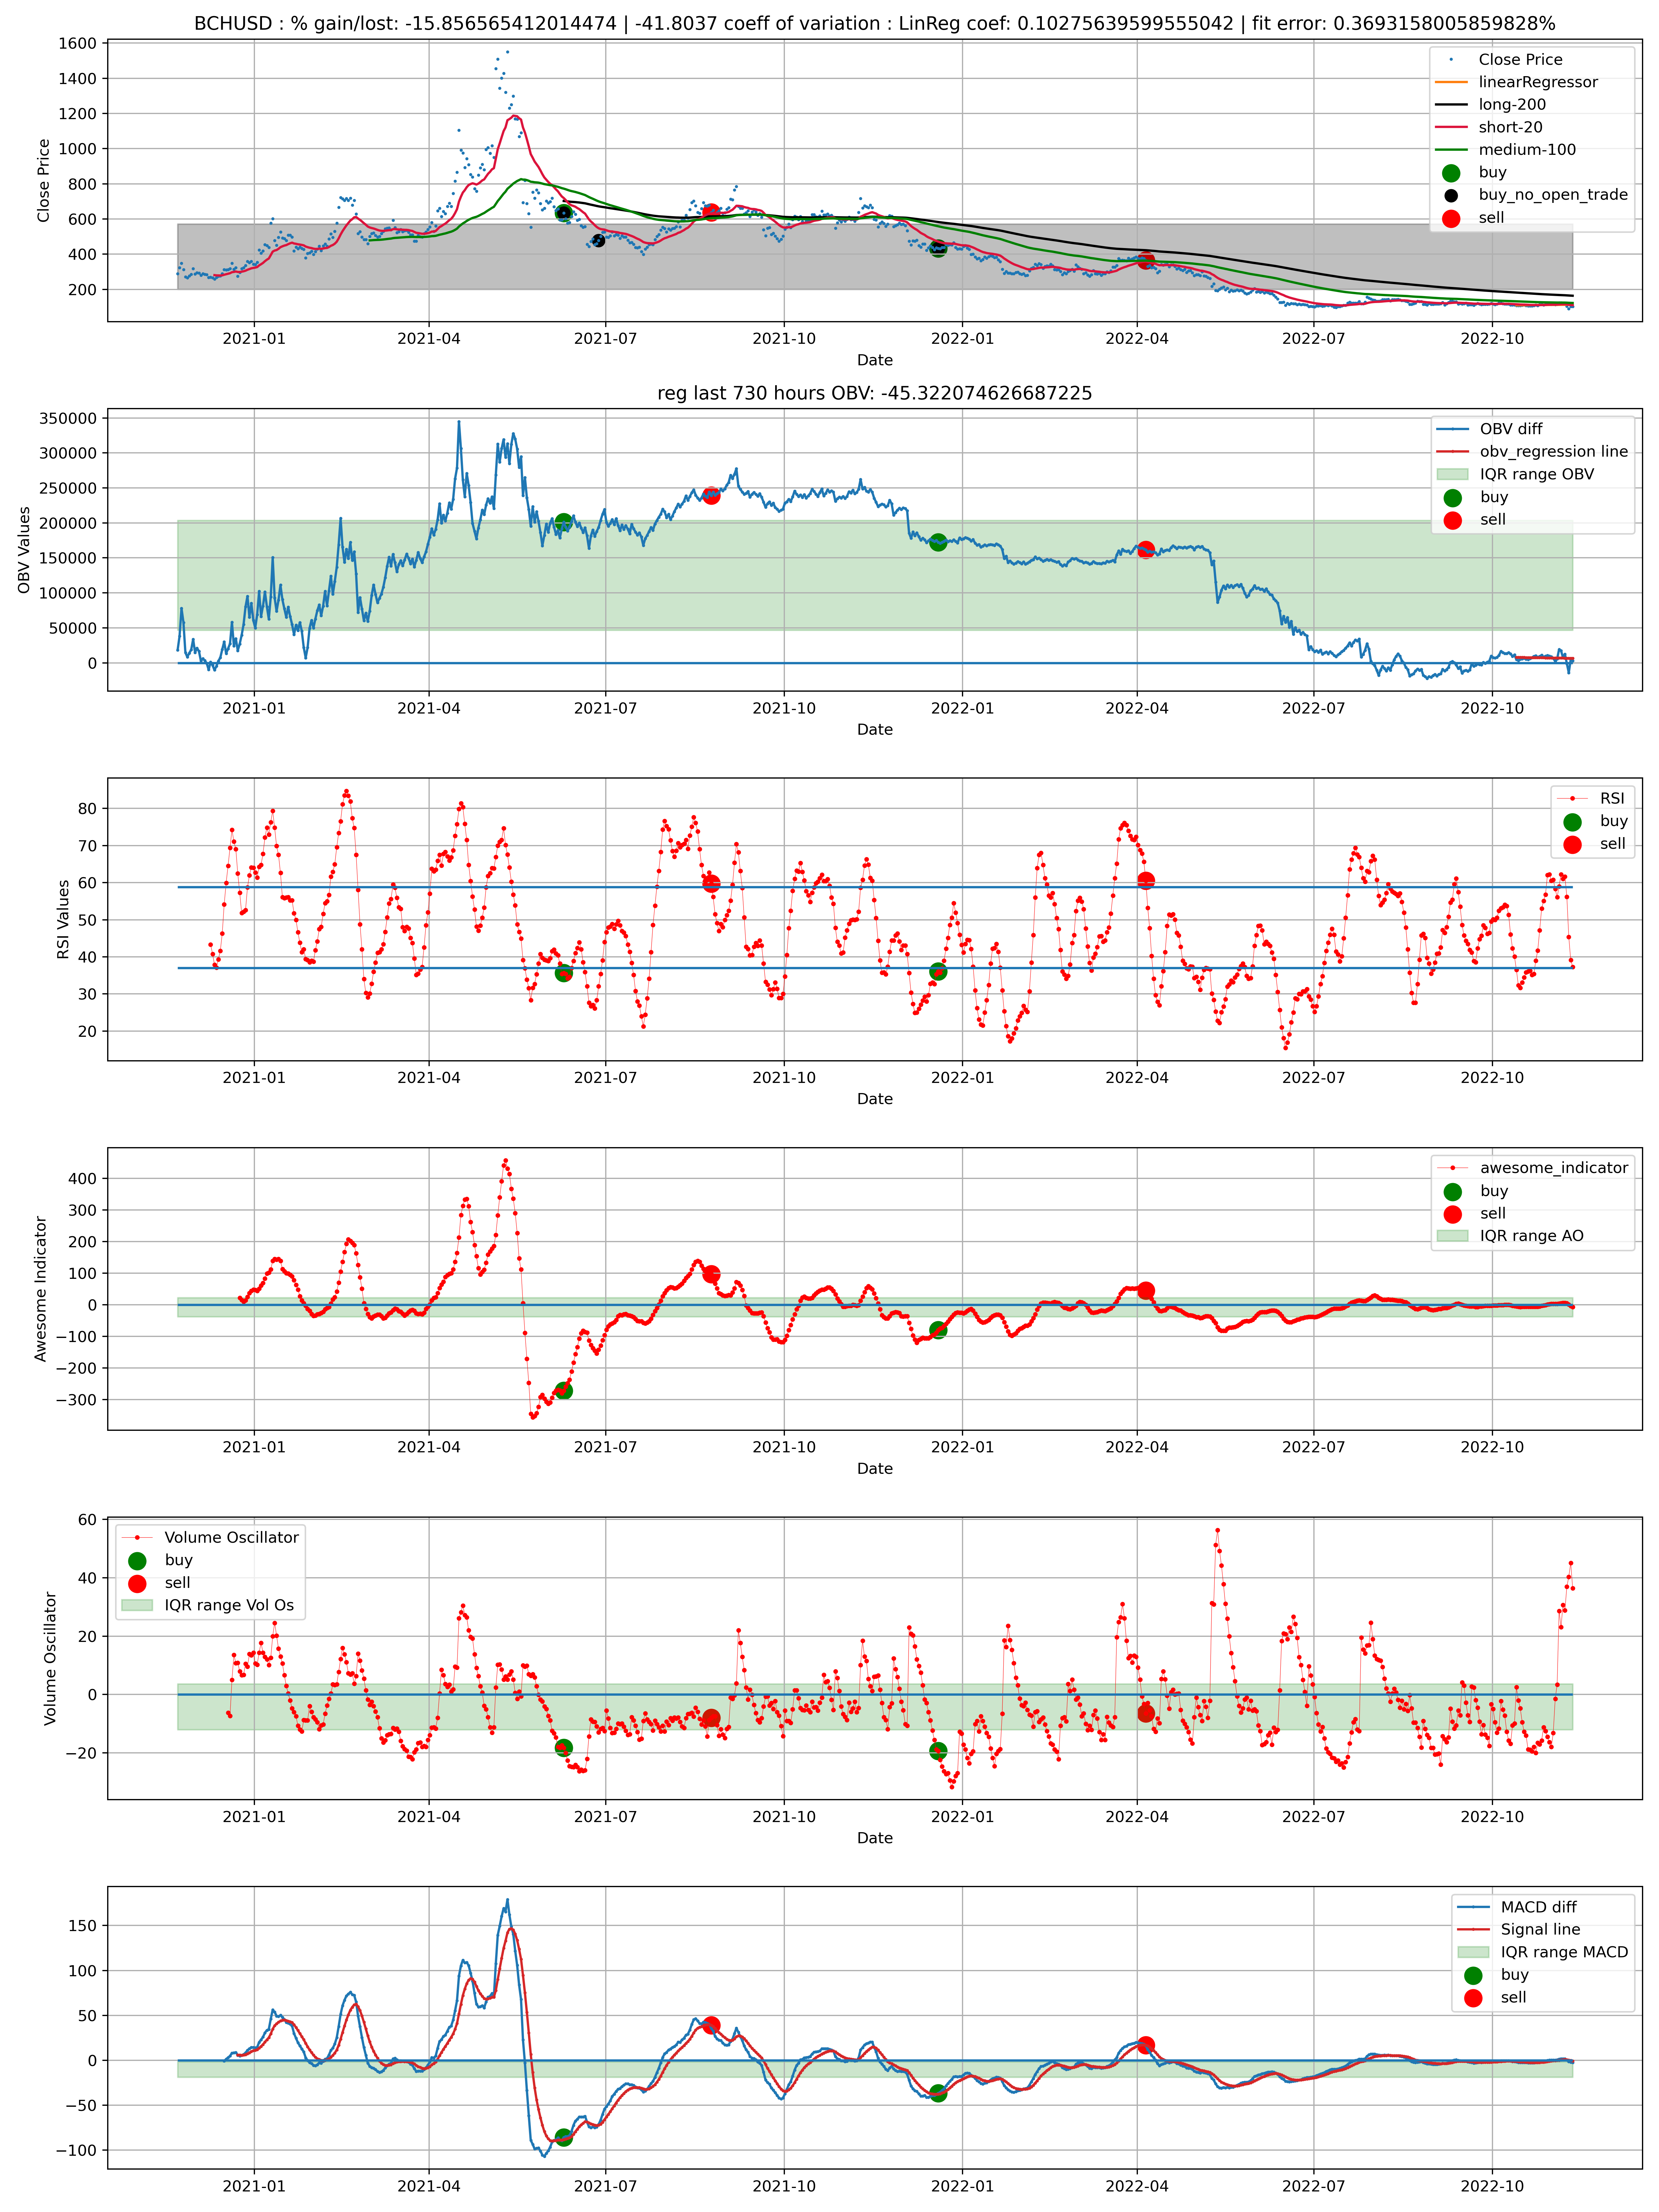 BCHUSD : % gain/lost: -15.856565412014474 | -41.8037 coeff of variation : LinReg coef: 0.10275639599555042 | fit error: 0.3693158005859828%
1600
1400
1200
1000
800
600
400
200
Close Price
Close Price
linearRegressor
long-200
short-20
medium-100
buy
buy_no_open_trade
sell
2021-01 2021-04 2021-07 2021-10 2022-01 2022-04 2022-07 2022-10
Date
reg last 730 hours OBV: -45.322074626687225
350000
300000
250000
200000
150000
100000
50000
0
OBV Values
OBV diff
obv_regression line
IQR range OBV
buy
sell
2021-01 2021-04 2021-07 2021-10 2022-01 2022-04 2022-07 2022-10
Date
80
70
60
50
40
30
20
RSI Values
RSI
buy
sell
2021-01 2021-04 2021-07 2021-10 2022-01 2022-04 2022-07 2022-10
Date
400
300
200
100
0
−100
−200
−300
Awesome Indicator
awesome_indicator
buy
sell
IQR range AO
2021-01 2021-04 2021-07 2021-10 2022-01 2022-04 2022-07 2022-10
Date
60
40
20
0
−20
Volume Oscillator
Volume Oscillator
buy
sell
IQR range Vol Os
2021-01 2021-04 2021-07 2021-10 2022-01 2022-04 2022-07 2022-10
Date
150
100
50
0
−50
−100
MACD diff
Signal line
IQR range MACD
buy
sell
2021-01 2021-04 2021-07 2021-10 2022-01 2022-04 2022-07 2022-10